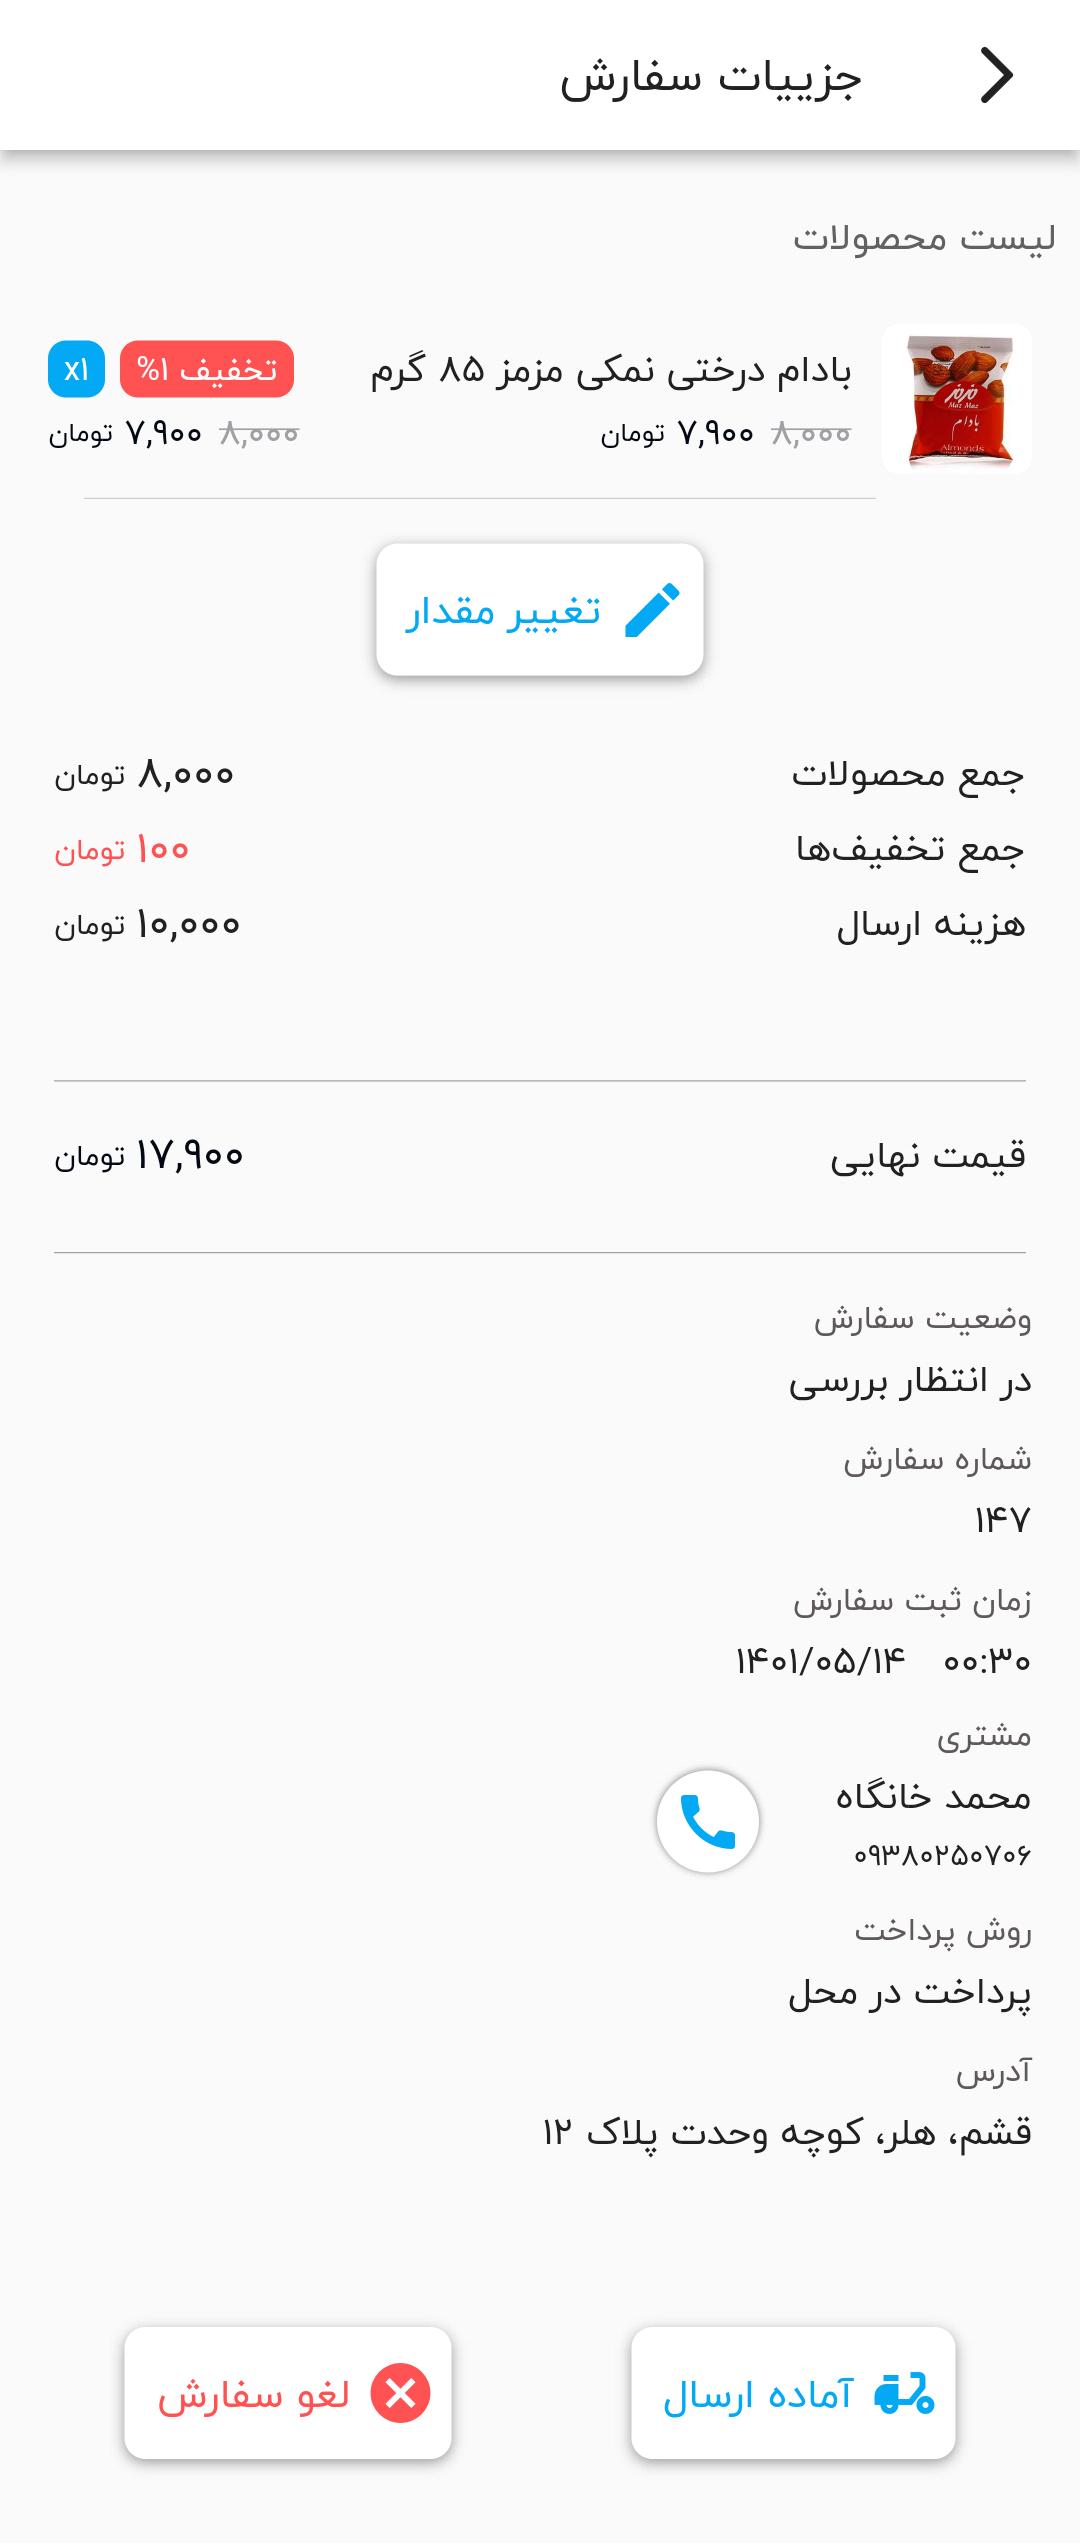 جزییات سفارش
لیست محصولات
بادام درختی نمکی مزمز ۸۵ گرم
تخفیف ۱%
x۱
۸,۰۰۰ ۷,۹۰۰ تومان
۸,۰۰۰ ۷,۹۰۰ تومان
مزمز
Maz Maz
بادام
Almonds
تغییر مقدار
جمع محصولات ۸,۰۰۰ تومان
جمع تخفیف‌ها ۱۰۰ تومان
هزینه ارسال ۱۰,۰۰۰ تومان
قیمت نهایی ۱۷,۹۰۰ تومان
وضعیت سفارش
در انتظار بررسی
شماره سفارش
۱۴۷
زمان ثبت سفارش
۰۰:۳۰ ۱۴۰۱/۰۵/۱۴
مشتری
محمد خانگاه
۰۹۳۸۰۲۵۰۷۰۶
روش پرداخت
پرداخت در محل
آدرس
قشم، هلر، کوچه وحدت پلاک ۱۲
آماده ارسال
لغو سفارش